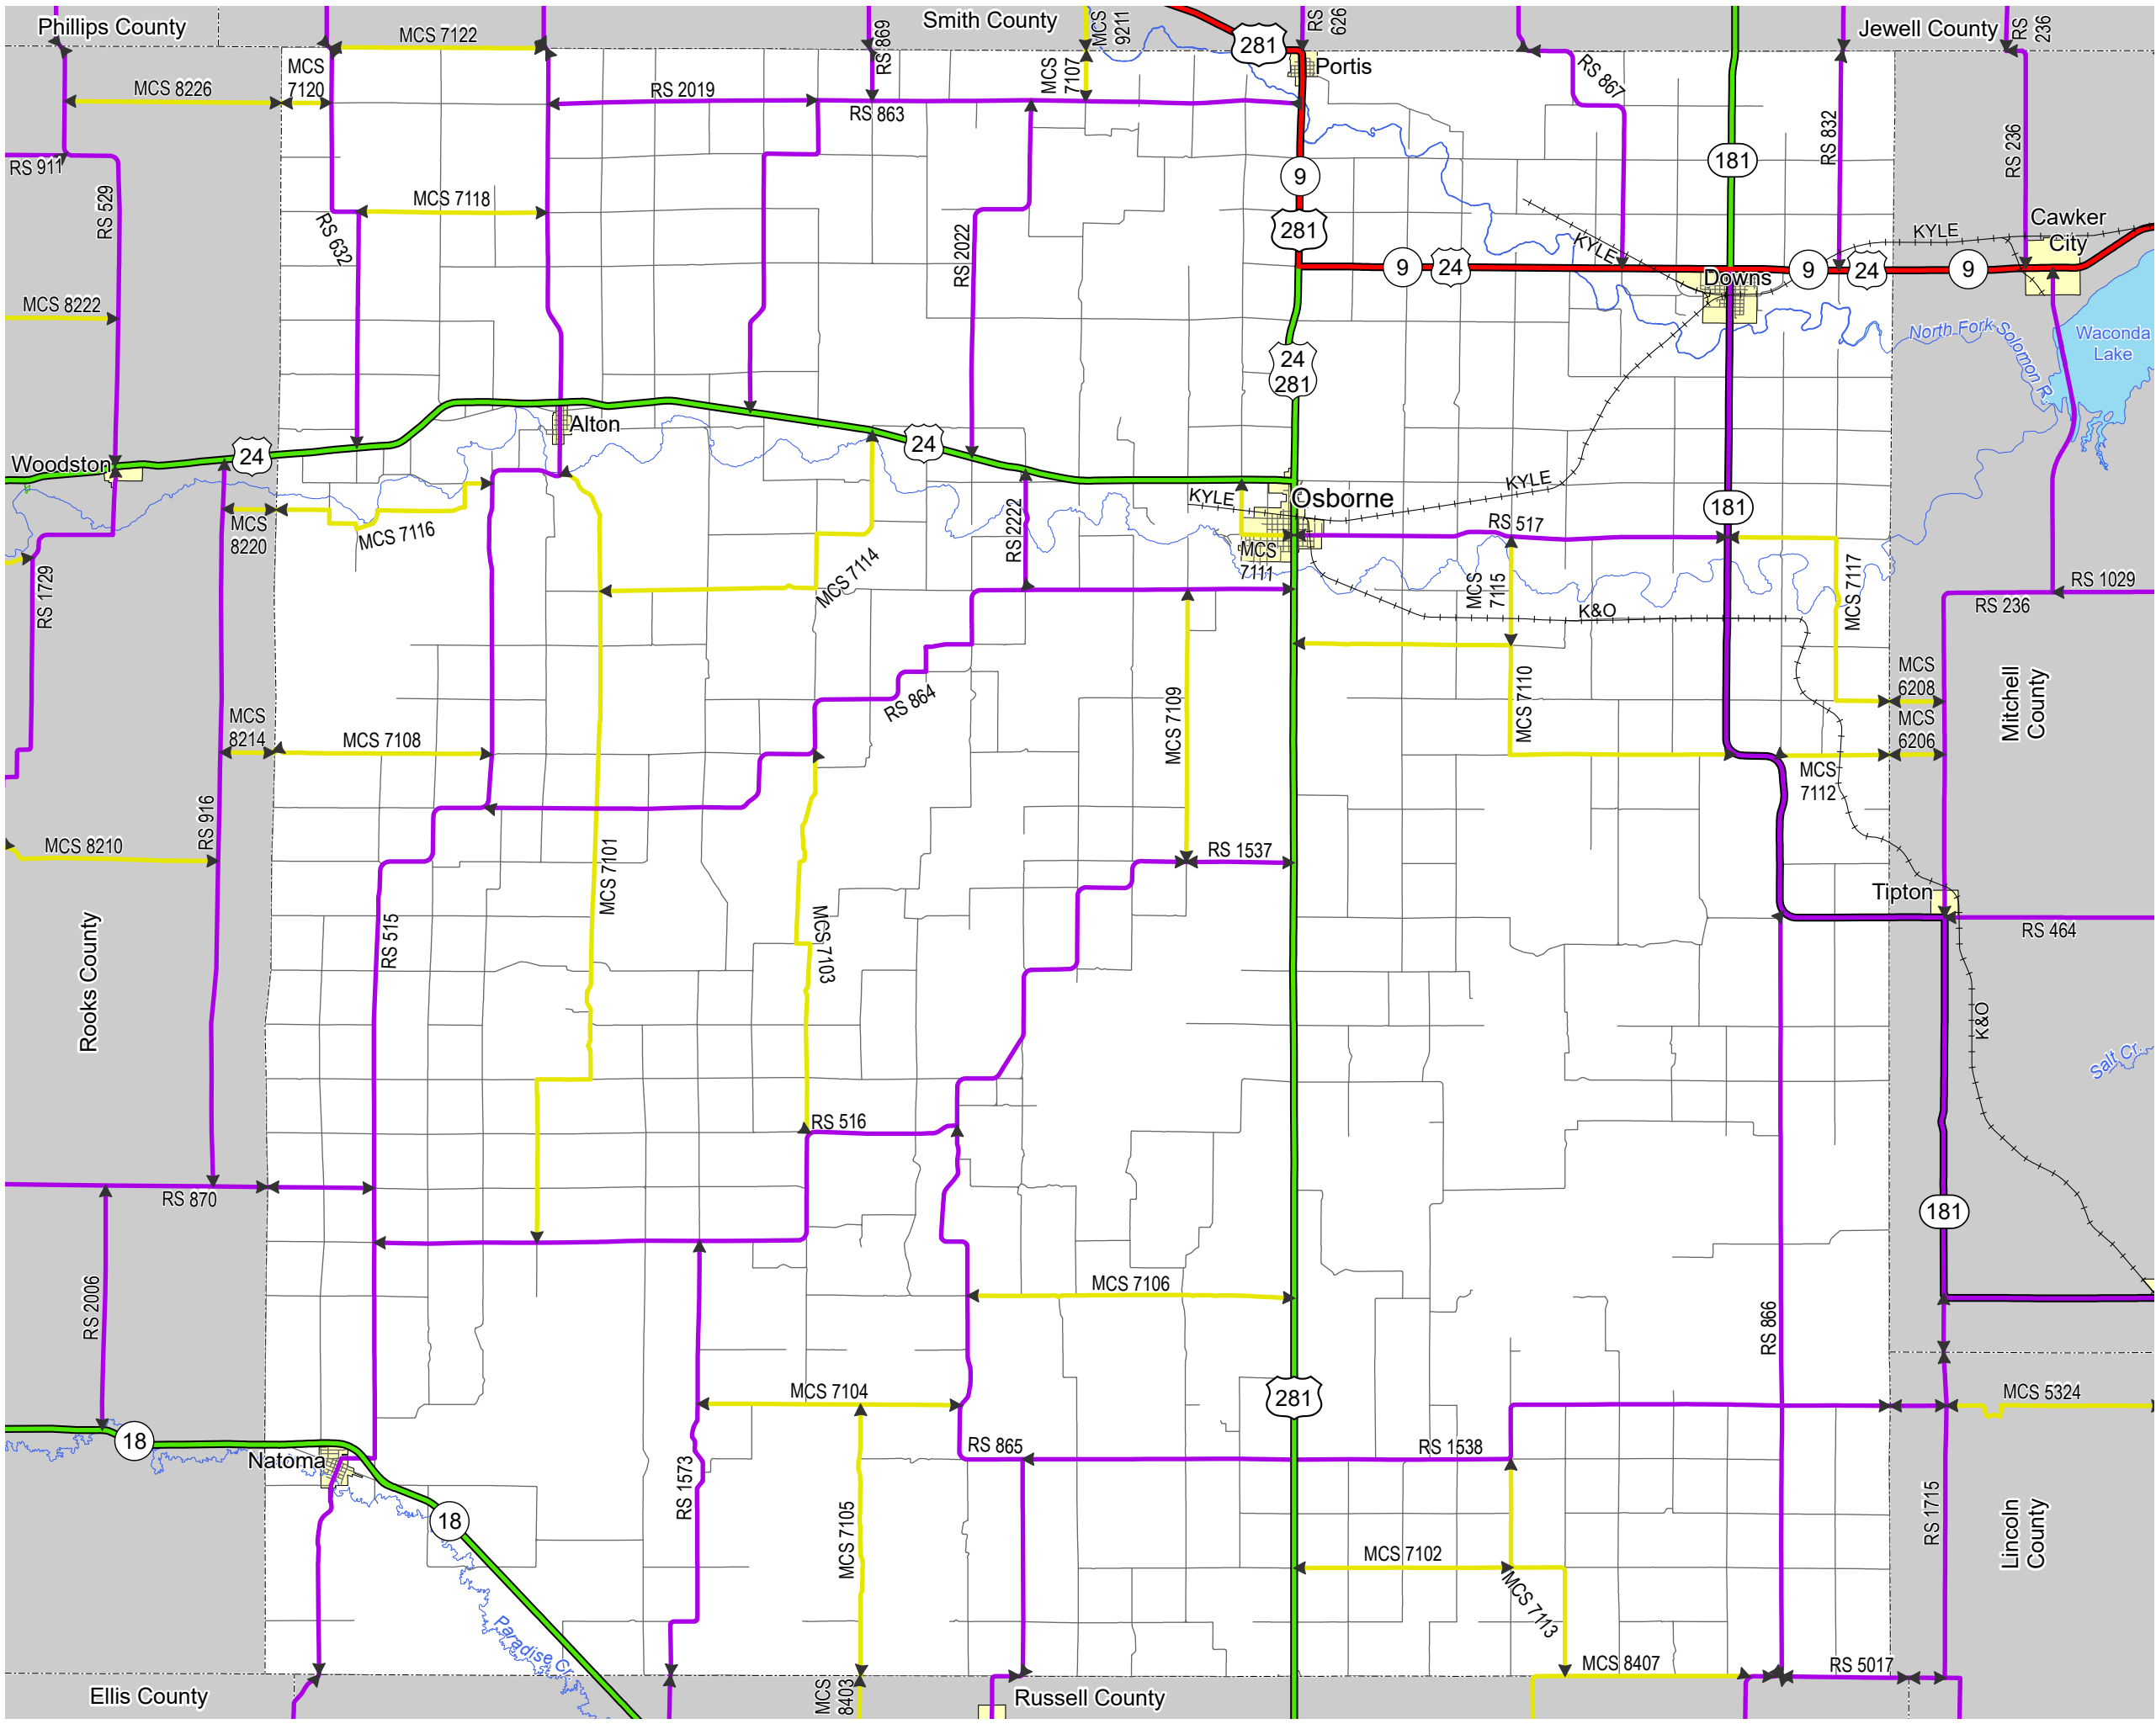 Phillips County
Smith County
Jewell County
MCS 7122
RS 869
MCS
9211
281
RS
626
RS
236
MCS 8226
MCS
7120
RS 2019
RS 863
MCS
7107
Portis
RS 867
RS 832
RS 236
RS 911
RS 529
MCS 7118
RS 632
RS 2022
9
281
181
KYLE
KYLE
Cawker
City
9
24
Downs
9
24
9
MCS 8222
24
281
North Fork Solomon R.
Waconda
Lake
Alton
Woodston
24
24
Osborne
KYLE
KYLE
181
RS 517
MCS
8220
MCS 7116
MCS 7114
RS 2222
MCS
7111
MCS
7115
MCS 7117
K&O
RS 1029
RS 236
RS 1729
RS 864
MCS 7109
MCS 7110
MCS
6208
MCS
6206
Mitchell
County
MCS
8214
MCS 7108
MCS
7112
RS 916
MCS 8210
MCS 7101
RS 1537
Tipton
RS 464
RS 515
MCS 7103
Rooks County
K&O
Salt Cr.
RS 516
RS 870
181
RS 2006
MCS 7106
RS 866
MCS 7104
281
MCS 5324
18
Natoma
RS 865
RS 1538
RS 1573
MCS 7105
18
RS 1715
Lincoln
County
MCS 7102
MCS 7113
Paradise Cr.
MCS 8407
RS 5017
Ellis County
MCS
8403
Russell County